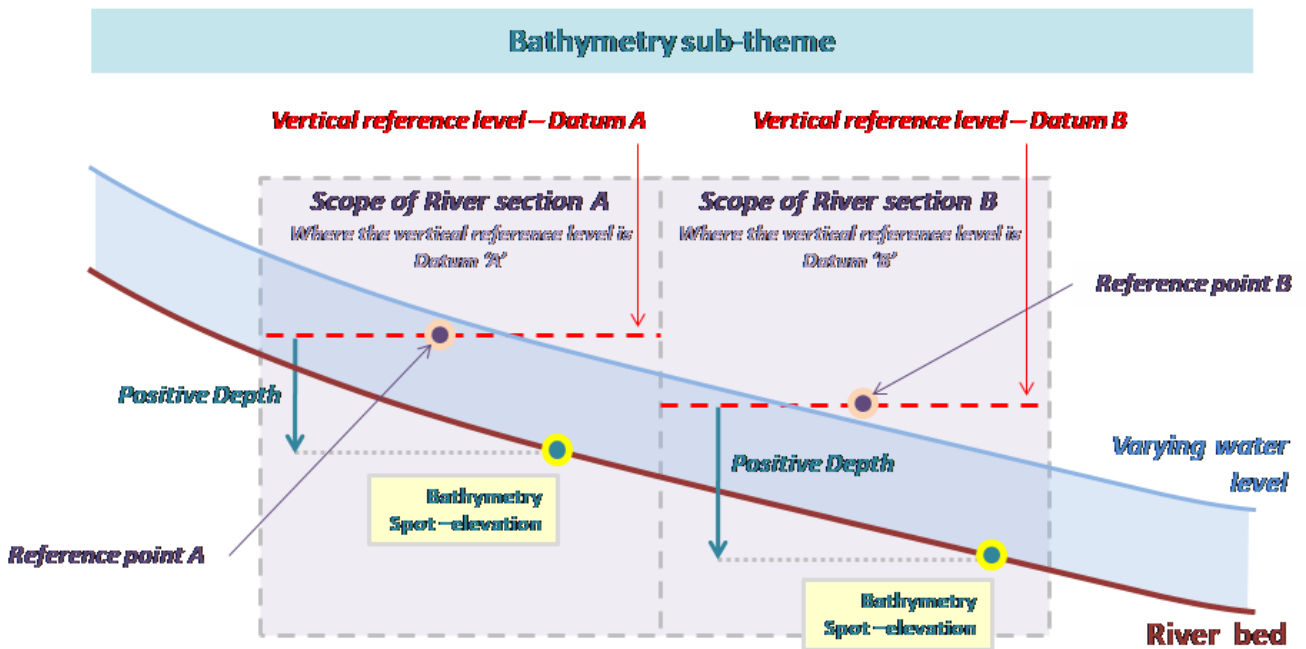 Bathymetry sub-theme
Vertical reference level – Datum A
Vertical reference level – Datum B
Scope of River section A
Where the vertical reference level is
Datum ‘A’
Scope of River section B
Where the vertical reference level is
Datum ‘B’
Reference point B
Positive Depth
Varying water
level
Positive Depth
Bathymetry
Spot–elevation
Reference point A
Bathymetry
Spot–elevation
River bed